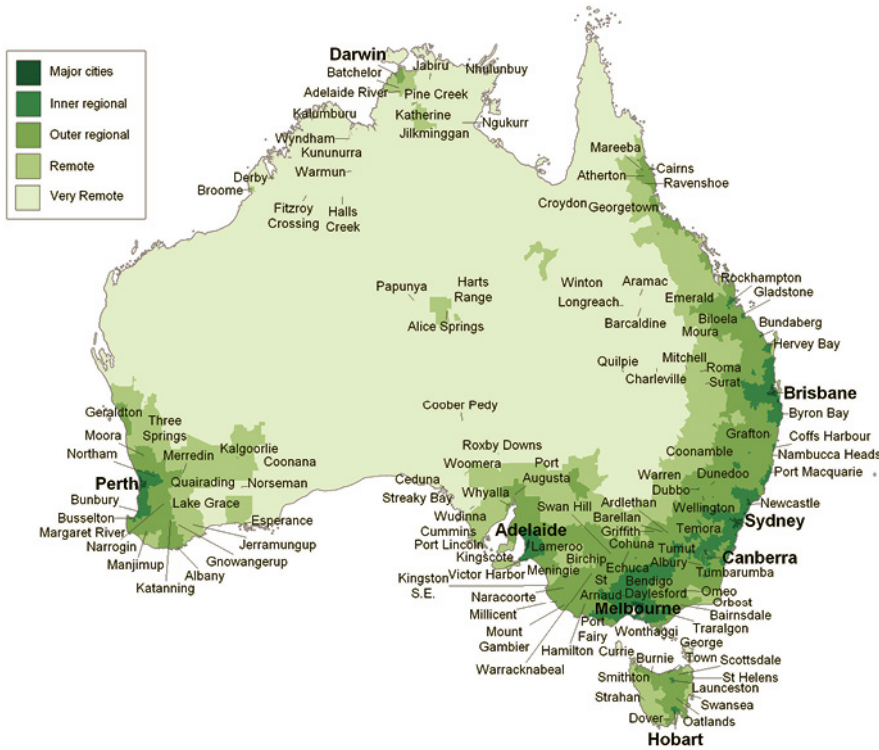 Major cities
Inner regional
Outer regional
Remote
Very Remote
Darwin
Jabiru
Batchelor
Nhulunbuy
Adelaide River
Pine Creek
Kalumburu
Katherine
Ngukurr
Wyndham
Jilkminggan
Kununurra
Derby
Warmun
Broome
Fitzroy
Crossing
Halls
Creek
Mareeba
Cairns
Atherton
Ravenshoe
Croydon
Georgetown
Papunya
Harts
Range
Alice Springs
Winton
Aramac
Longreach
Emerald
Barcaldine
Rockhampton
Gladstone
Biloela
Moura
Bundaberg
Hervey Bay
Quilpie
Mitchell
Roma
Charleville
Surat
Brisbane
Byron Bay
Coober Pedy
Geraldton
Three
Springs
Moora
Merredin
Kalgoorlie
Northam
Coonana
Perth
Quairading
Norseman
Bunbury
Lake Grace
Busselton
Esperance
Margaret River
Narrogin
Jerramungup
Manjimup
Gnowangerup
Albany
Katanning
Roxby Downs
Woomera
Port
Augusta
Ceduna
Whyalla
Streaky Bay
Wudinna
Cummins
Port Lincoln
Adelaide
Kingscote
Lameroo
Victor Harbor
Meningie
Kingston
S.E.
Naracoorte
Millicent
Mount
Gambier
Warracknabeal
Hamilton
Grafton
Coffs Harbour
Coonamble
Nambucca Heads
Warren
Dunedoo
Port Macquarie
Dubbo
Ardlethan
Swan Hill
Wellington
Newcastle
Barellan
Sydney
Griffith
Temora
Cohuna
Tumut
Canberra
Birchip
Echuca
Albury
Tumbarumba
St
Arnaud
Bendigo
Daylesford
Omeo
Orbost
Melbourne
Bairnsdale
Port
Fairy
Wonthaggi
Traralgon
Currie
George
Town
Burnie
Scottsdale
Smithton
St Helens
Launceston
Strahan
Swansea
Dover
Oatlands
Hobart